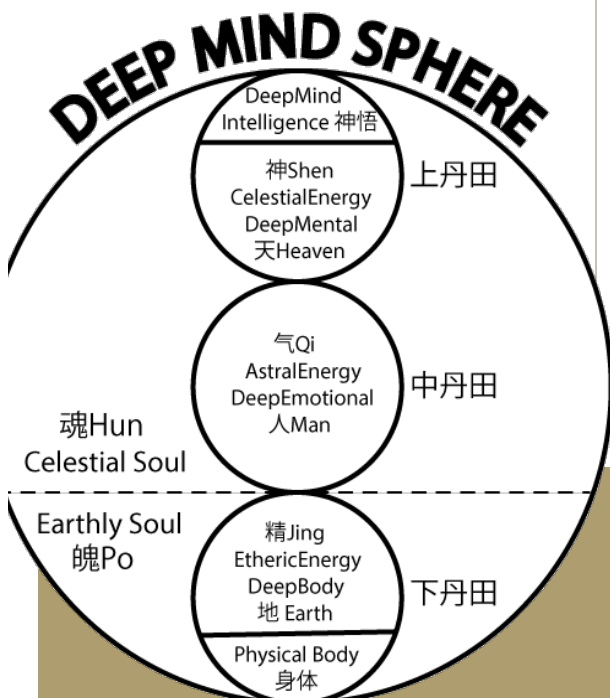 DEEP MIND SPHERE
DeepMind
Intelligence 神悟
神Shen
CelestialEnergy
DeepMental
天Heaven
上丹田
气Qi
AstralEnergy
DeepEmotional
人Man
中丹田
魂Hun
Celestial Soul
Earthly Soul
魄Po
精Jing
EthericEnergy
DeepBody
地 Earth
下丹田
Physical Body
身体